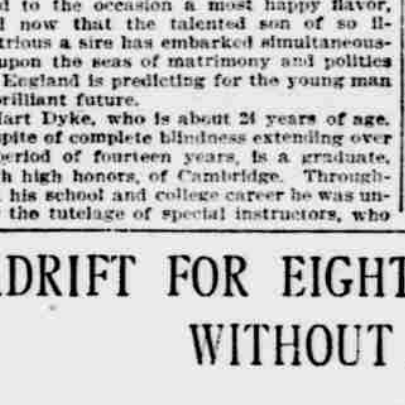 d to the occasion a most happy flavor,
l now that the talented son of so il-
trious a sire has embarked simultaneous-
upon the seas of matrimony and politics
England is predicting for the young man
brilliant future.
Hart Dyke, who is about 24 years of age,
spite of complete blindness extending over
period of fourteen years, is a graduate,
h high honors, of Cambridge. Through-
his school and college career he was un-
the tutelage of special instructors, who
ADRIFT FOR EIGHT
WITHOUT